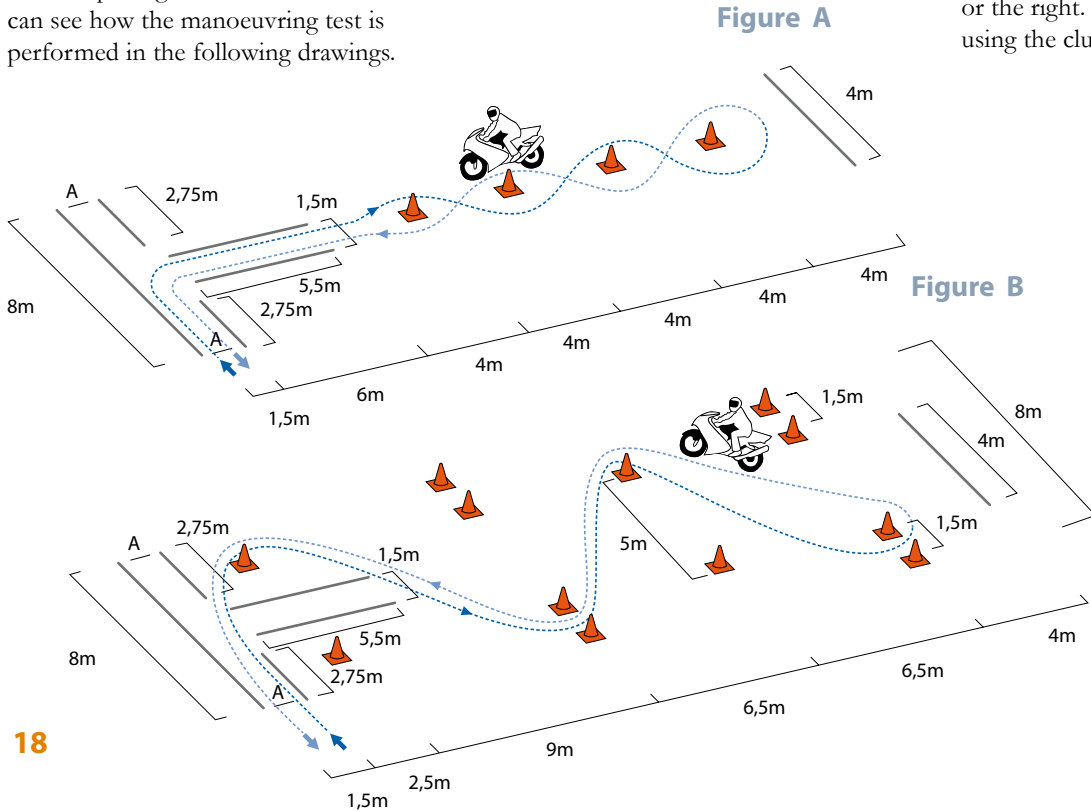 can see how the manoeuvring test is
performed in the following drawings.
or the right.
using the clu
Figure A
4m
A
2,75m
1,5m
8m
5,5m
2,75m
A
4m
4m
4m
4m
4m
6m
1,5m
Figure B
1,5m
8m
4m
A
2,75m
1,5m
5m
1,5m
8m
5,5m
2,75m
A
4m
6,5m
6,5m
9m
2,5m
1,5m
18